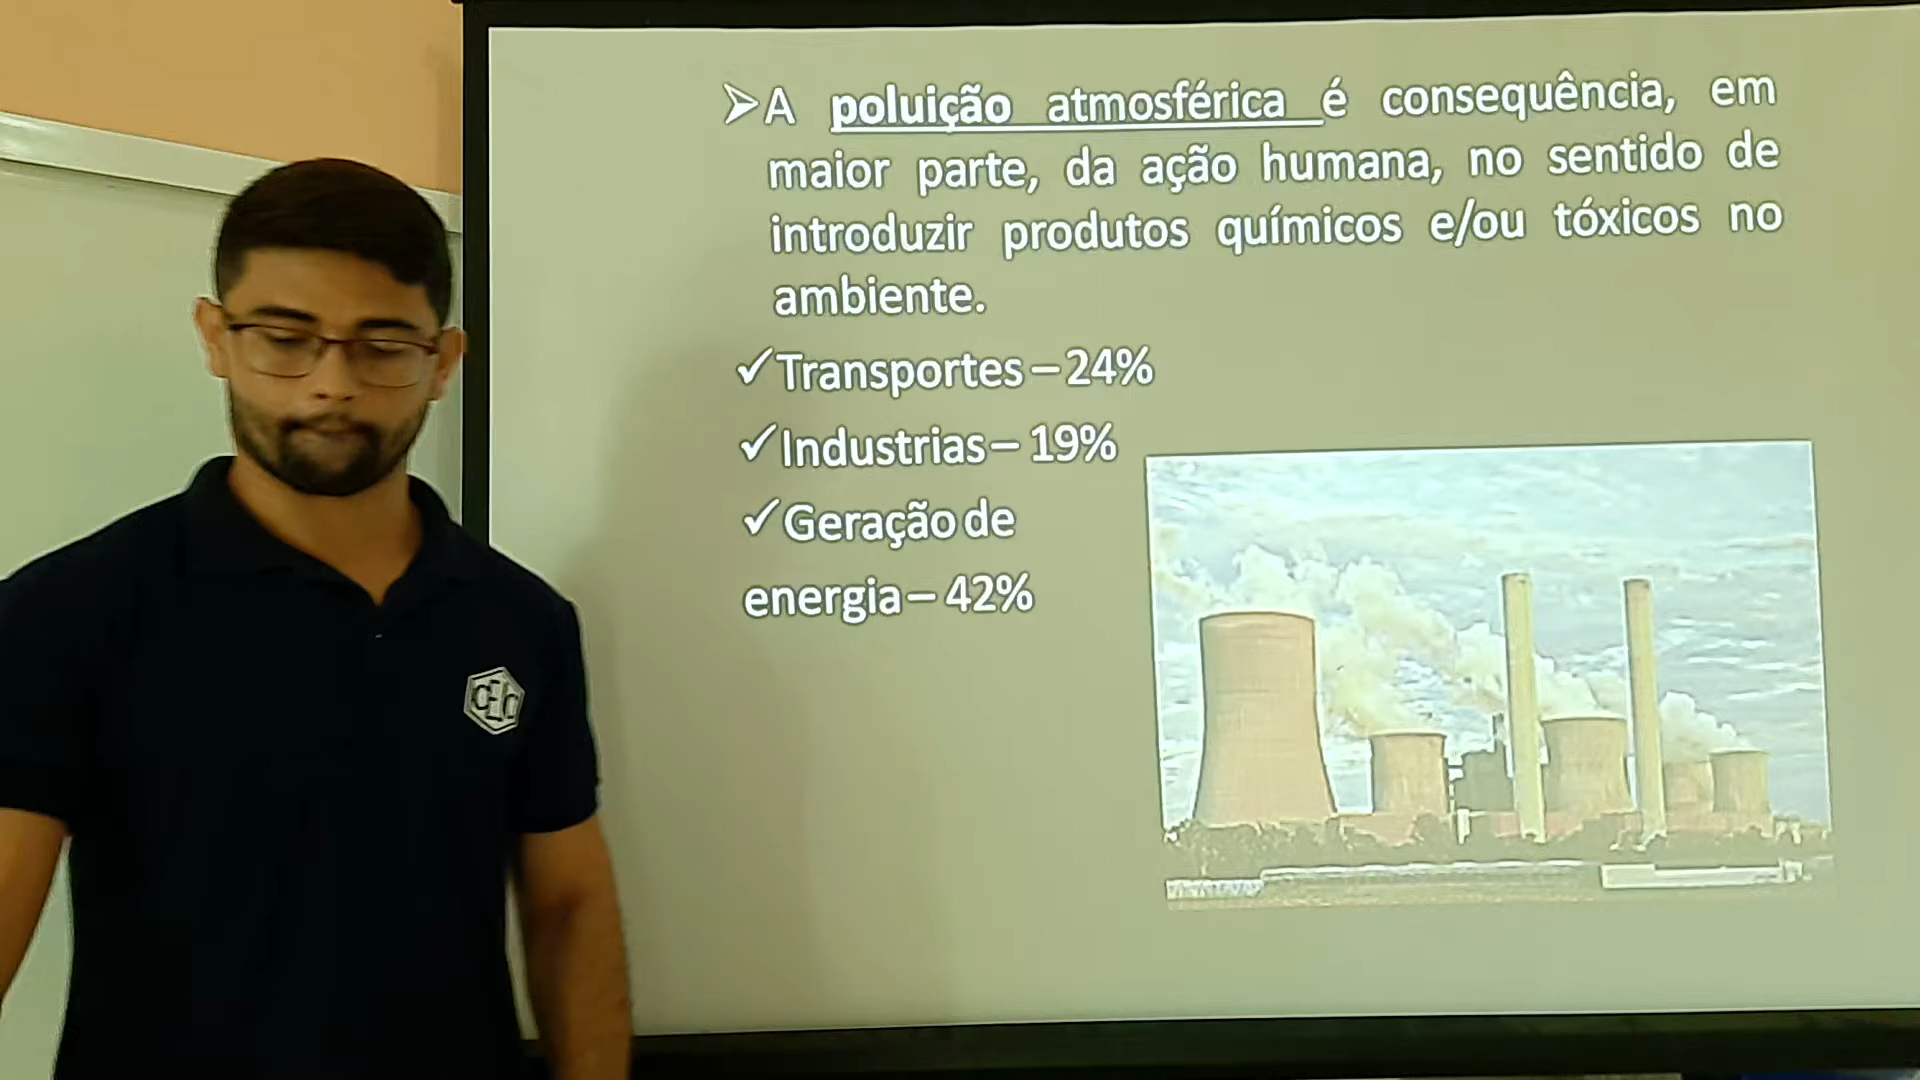 ➢A poluição atmosférica é consequência, em
maior parte, da ação humana, no sentido de
introduzir produtos químicos e/ou tóxicos no
ambiente.
✓Transportes – 24%
✓Industrias – 19%
✓Geração de
energia – 42%